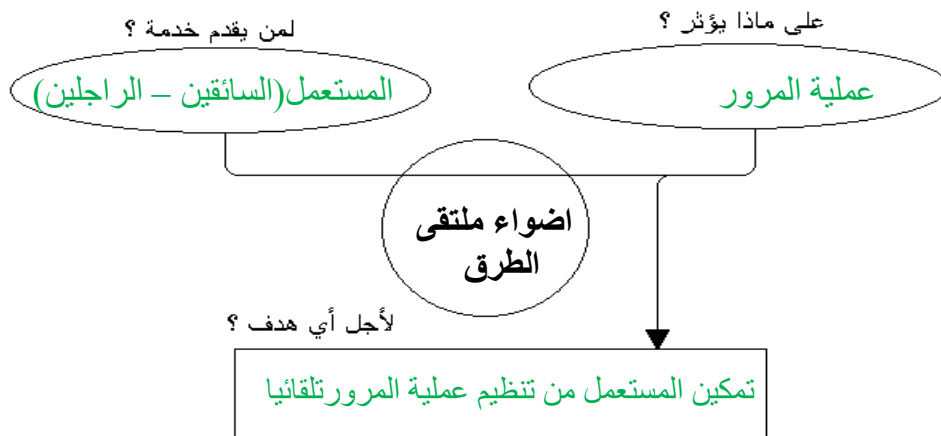 على ماذا يؤثر ؟
لمن يقدم خدمة ؟
عملية المرور
المستعمل(السائقين – الراجلين)
اضواء ملتقى
الطرق
لأجل أي هدف ؟
تمكين المستعمل من تنظيم عملية المرورتلقائيا